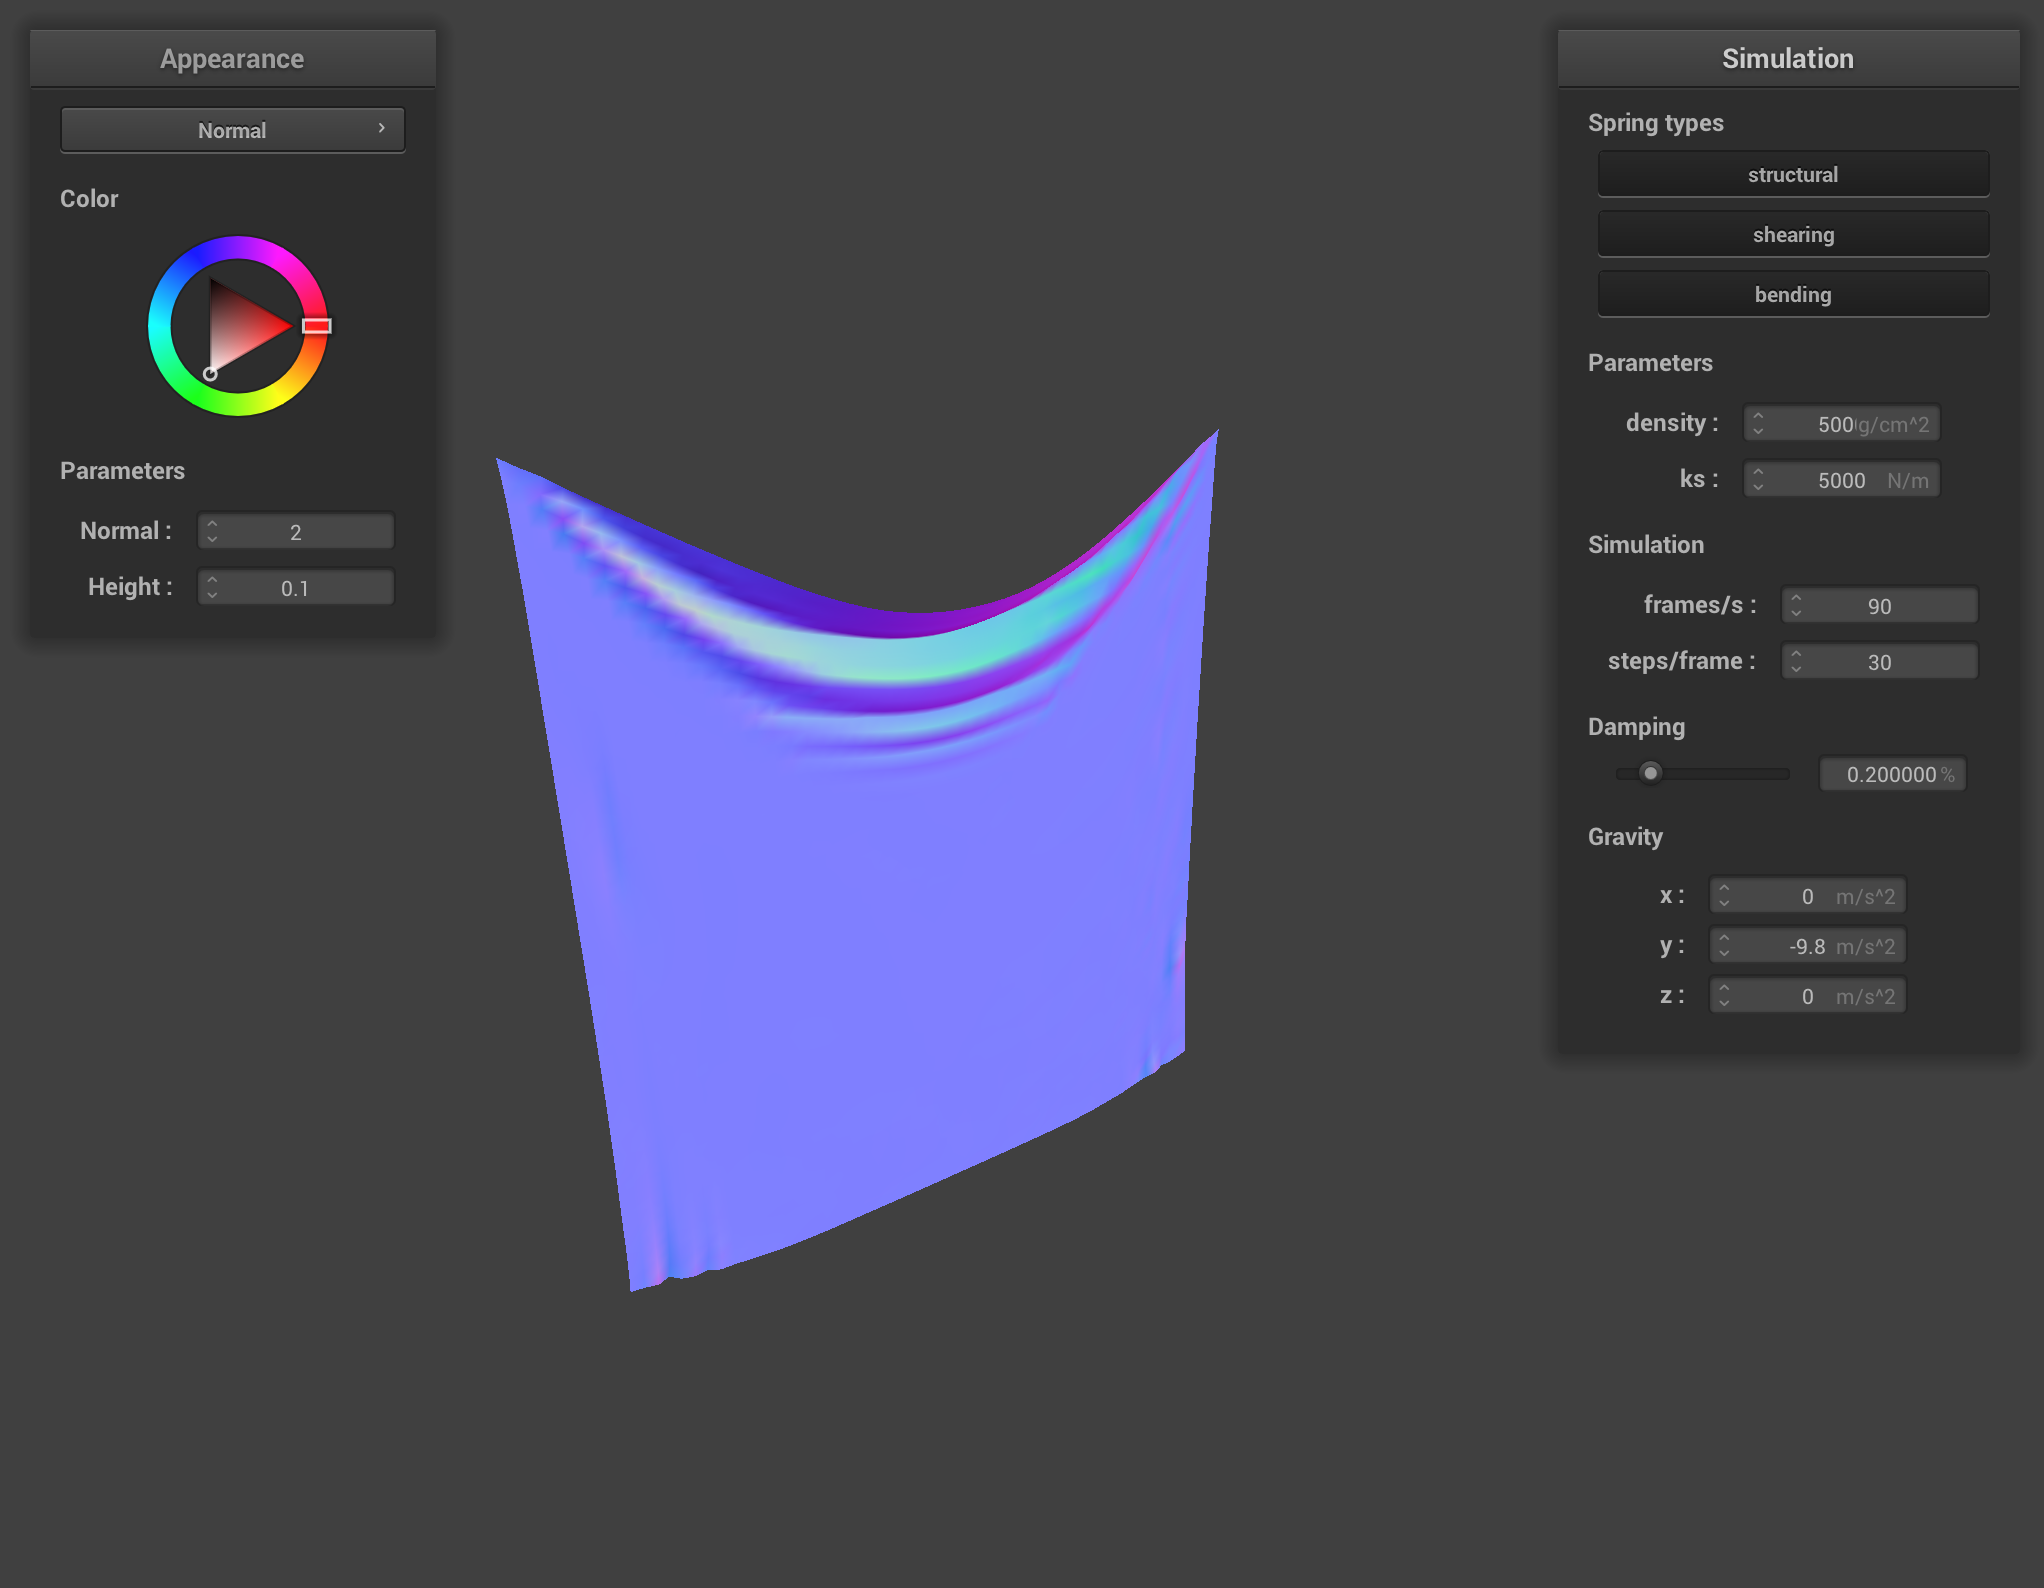 Appearance
Normal
Color
Parameters
Normal : 2
Height : 0.1
Simulation
Spring types
structural
shearing
bending
Parameters
density : 500 g/cm^2
ks : 5000 N/m
Simulation
frames/s : 90
steps/frame : 30
Damping
0.200000 %
Gravity
x : 0 m/s^2
y : -9.8 m/s^2
z : 0 m/s^2